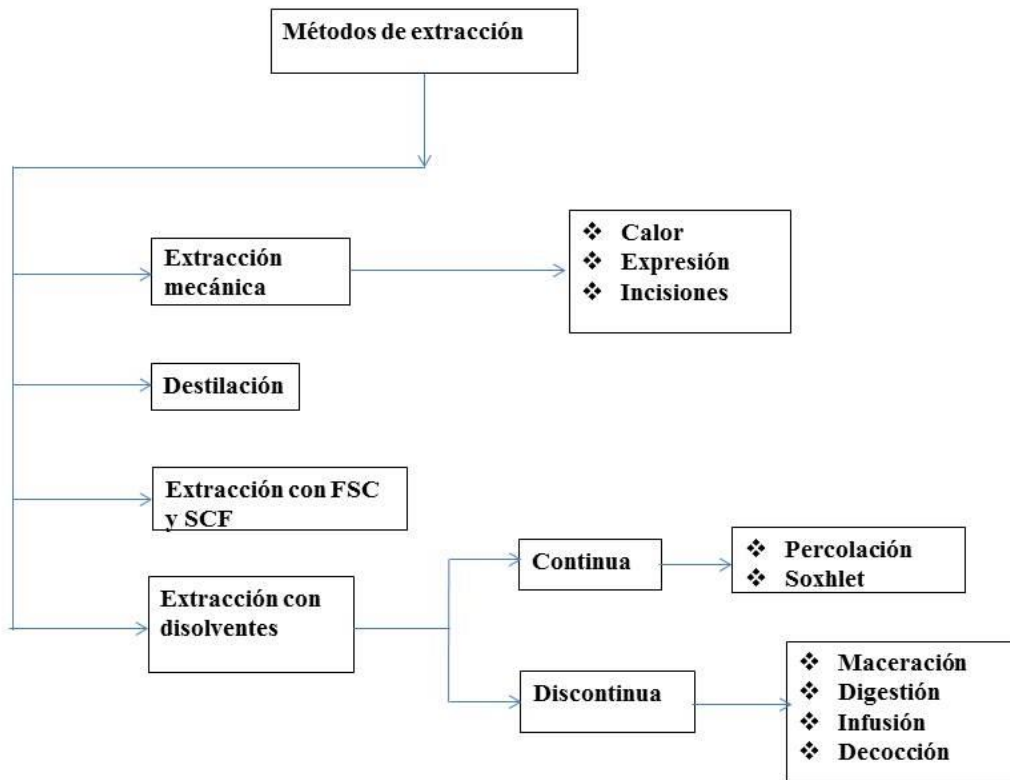 Métodos de extracción
Extracción
mecánica
❖ Calor
❖ Expresión
❖ Incisiones
Destilación
Extracción con FSC
y SCF
Extracción con
disolventes
Continua
❖ Percolación
❖ Soxhlet
Discontinua
❖ Maceración
❖ Digestión
❖ Infusión
❖ Decocción